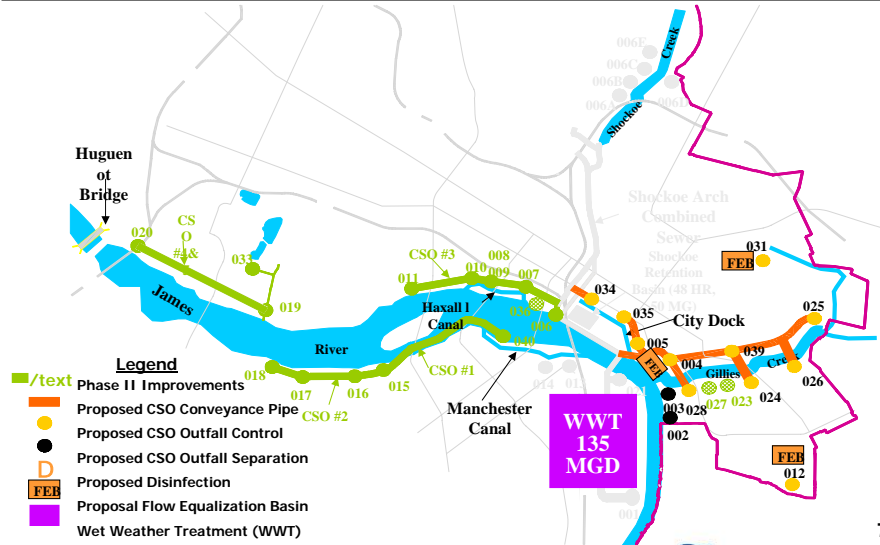 Creek
006F
006C
006B
006A
006D
Shockoe
Huguen
ot
Bridge
Shockoe Arch
Combined
Sewer
Shockoe
Retention
Basin (48 HR,
50 MG)
020
CS
O
#4&
033
019
James
River
CSO #3
011
010
008
009
007
Haxall l
Canal
036
006
040
034
035
City Dock
005
031
FEB
025
039
004
Gillies
Creek
026
024
023
027
028
FEB
003
002
018
017
016
015
CSO #1
CSO #2
Manchester
Canal
014
WWT
135
MGD
FEB
012
Legend
/text
Phase II Improvements
Proposed CSO Conveyance Pipe
Proposed CSO Outfall Control
Proposed CSO Outfall Separation
D
Proposed Disinfection
FEB
Proposal Flow Equalization Basin
Wet Weather Treatment (WWT)